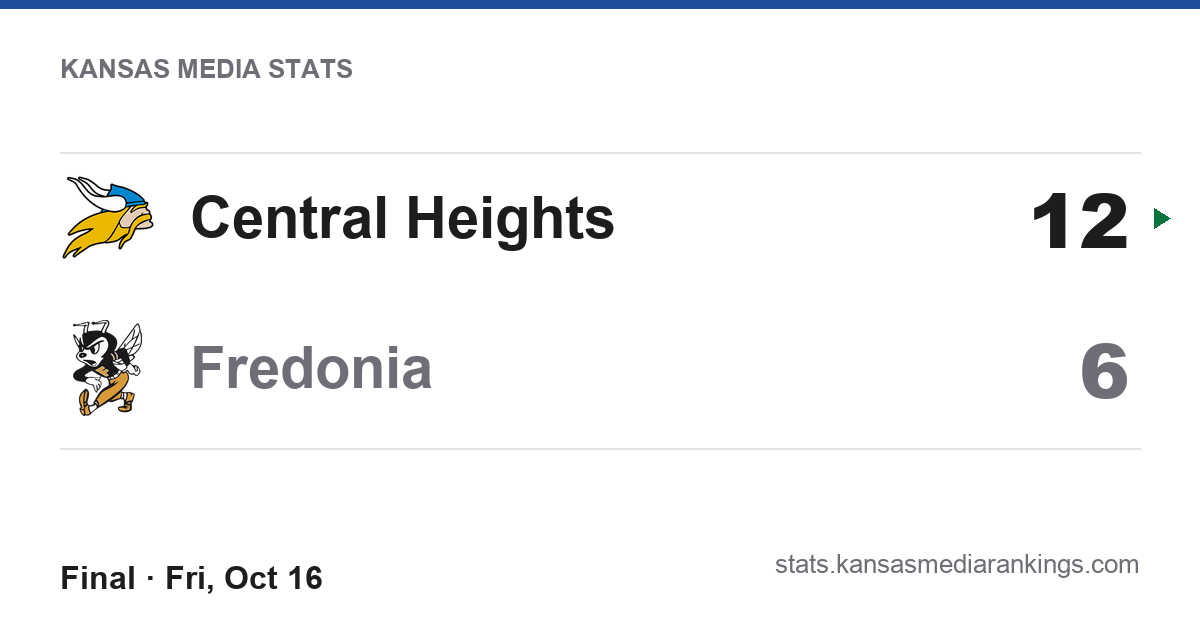 KANSAS MEDIA STATS
Central Heights 12
Fredonia 6
Final · Fri, Oct 16
stats.kansasmediarankings.com